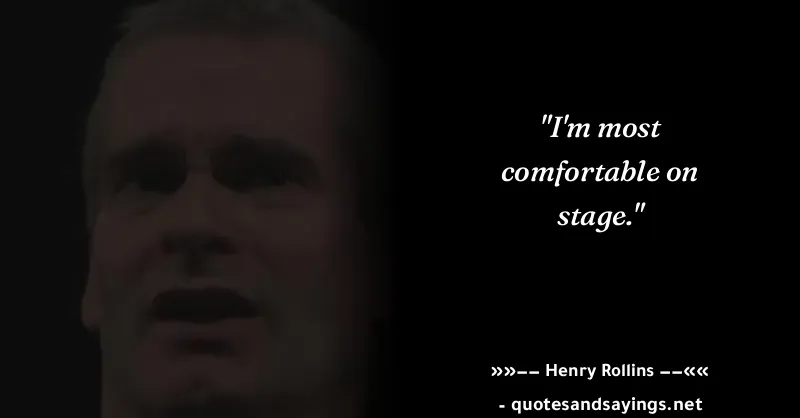 "I'm most
comfortable on
stage."
»»−− Henry Rollins −−««
- quotesandsayings.net